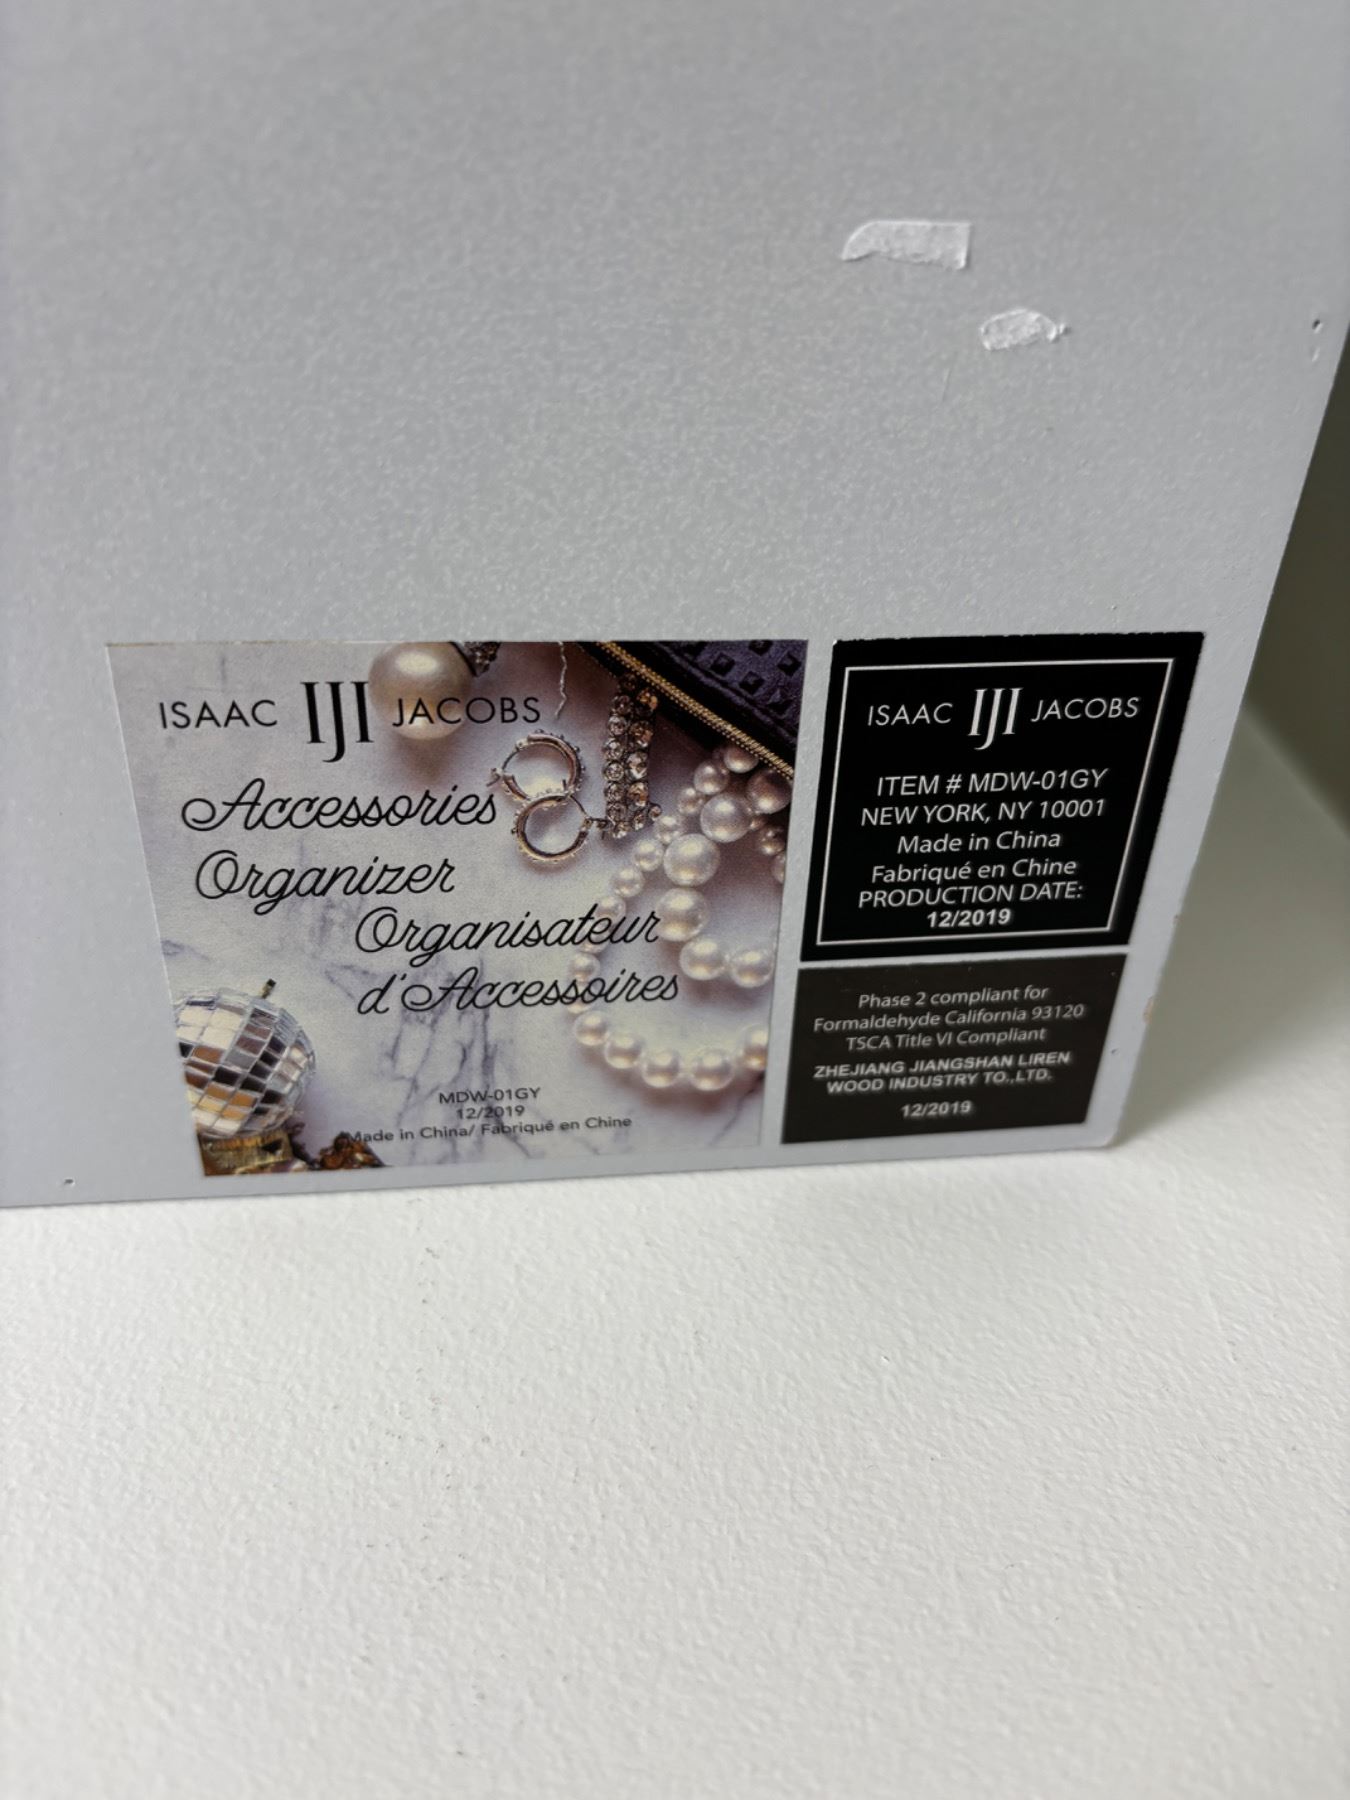 ISAAC IJI JACOBS
Accessories
Organizer
Organisateur
d'Accessoires
MDW-01GY
12/2019
Made in China/ Fabriqué en Chine
ISAAC IJI JACOBS
ITEM # MDW-01GY
NEW YORK, NY 10001
Made in China
Fabriqué en Chine
PRODUCTION DATE:
12/2019
Phase 2 compliant for
Formaldehyde California 93120
TSCA Title VI Compliant
ZHEJIANG JIANGSHAN LIREN
WOOD INDUSTRY TO.,LTD.
12/2019